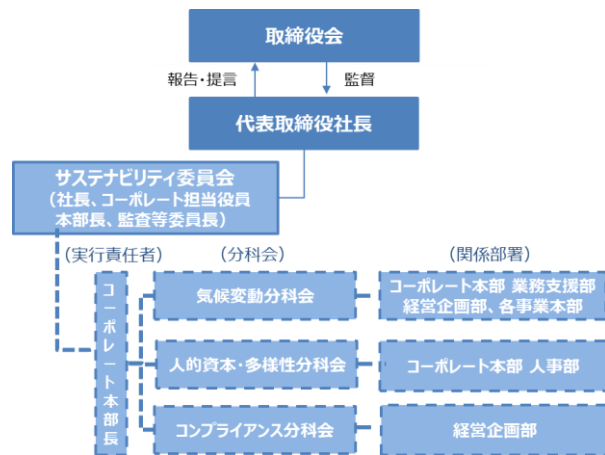 取締役会
報告・提言
監督
代表取締役社長
サステナビリティ委員会
(社長、コーポレート担当役員
本部長、監査等委員長)
(実行責任者)
(分科会)
(関係部署)
コーポレート本部長
気候変動分科会
コーポレート本部 業務支援部
経営企画部、各事業本部
人的資本・多様性分科会
コーポレート本部 人事部
コンプライアンス分科会
経営企画部